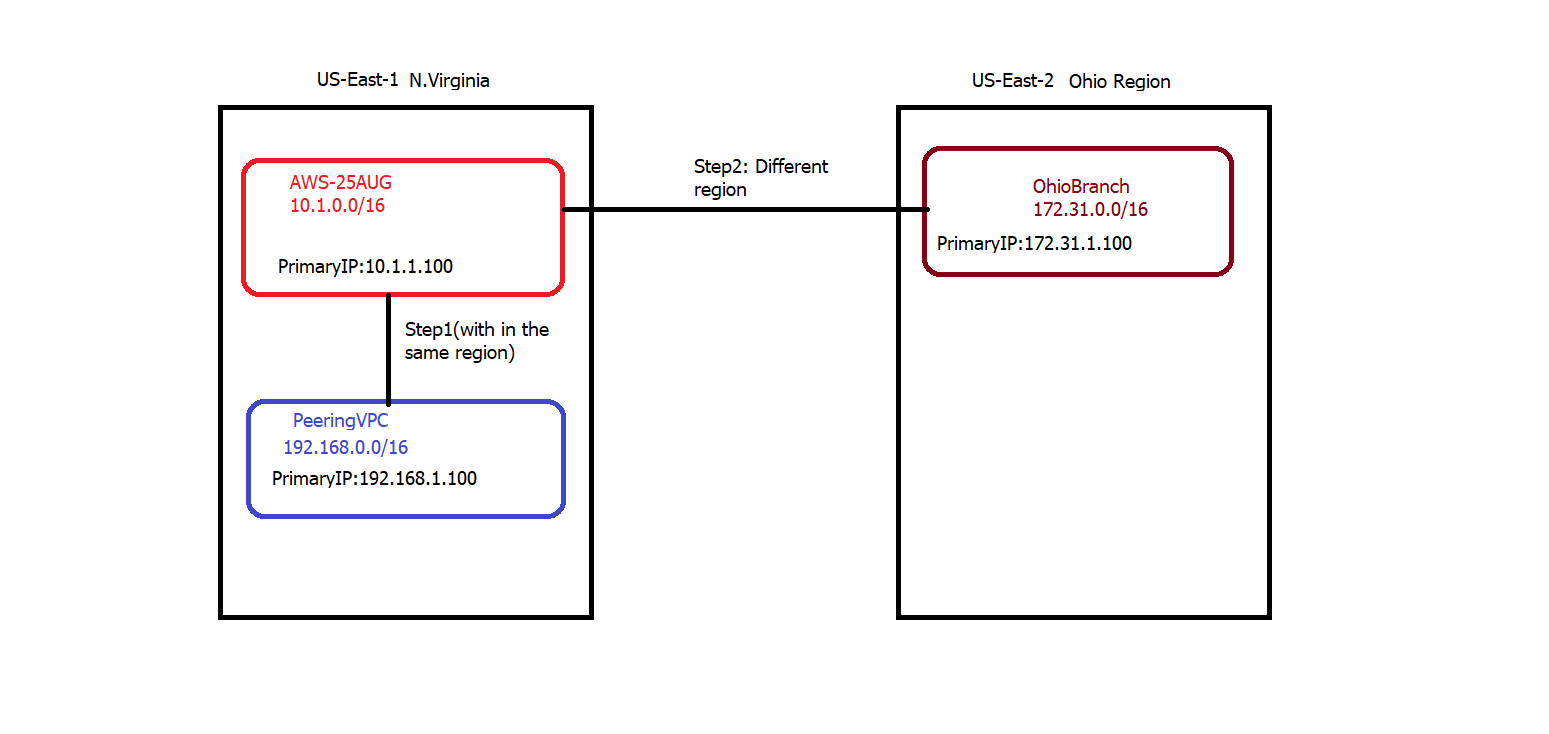 US-East-1 N.Virginia
US-East-2 Ohio Region
AWS-25AUG
10.1.0.0/16
PrimaryIP:10.1.1.100
Step2: Different
region
OhioBranch
172.31.0.0/16
PrimaryIP:172.31.1.100
Step1(with in the
same region)
PeeringVPC
192.168.0.0/16
PrimaryIP:192.168.1.100